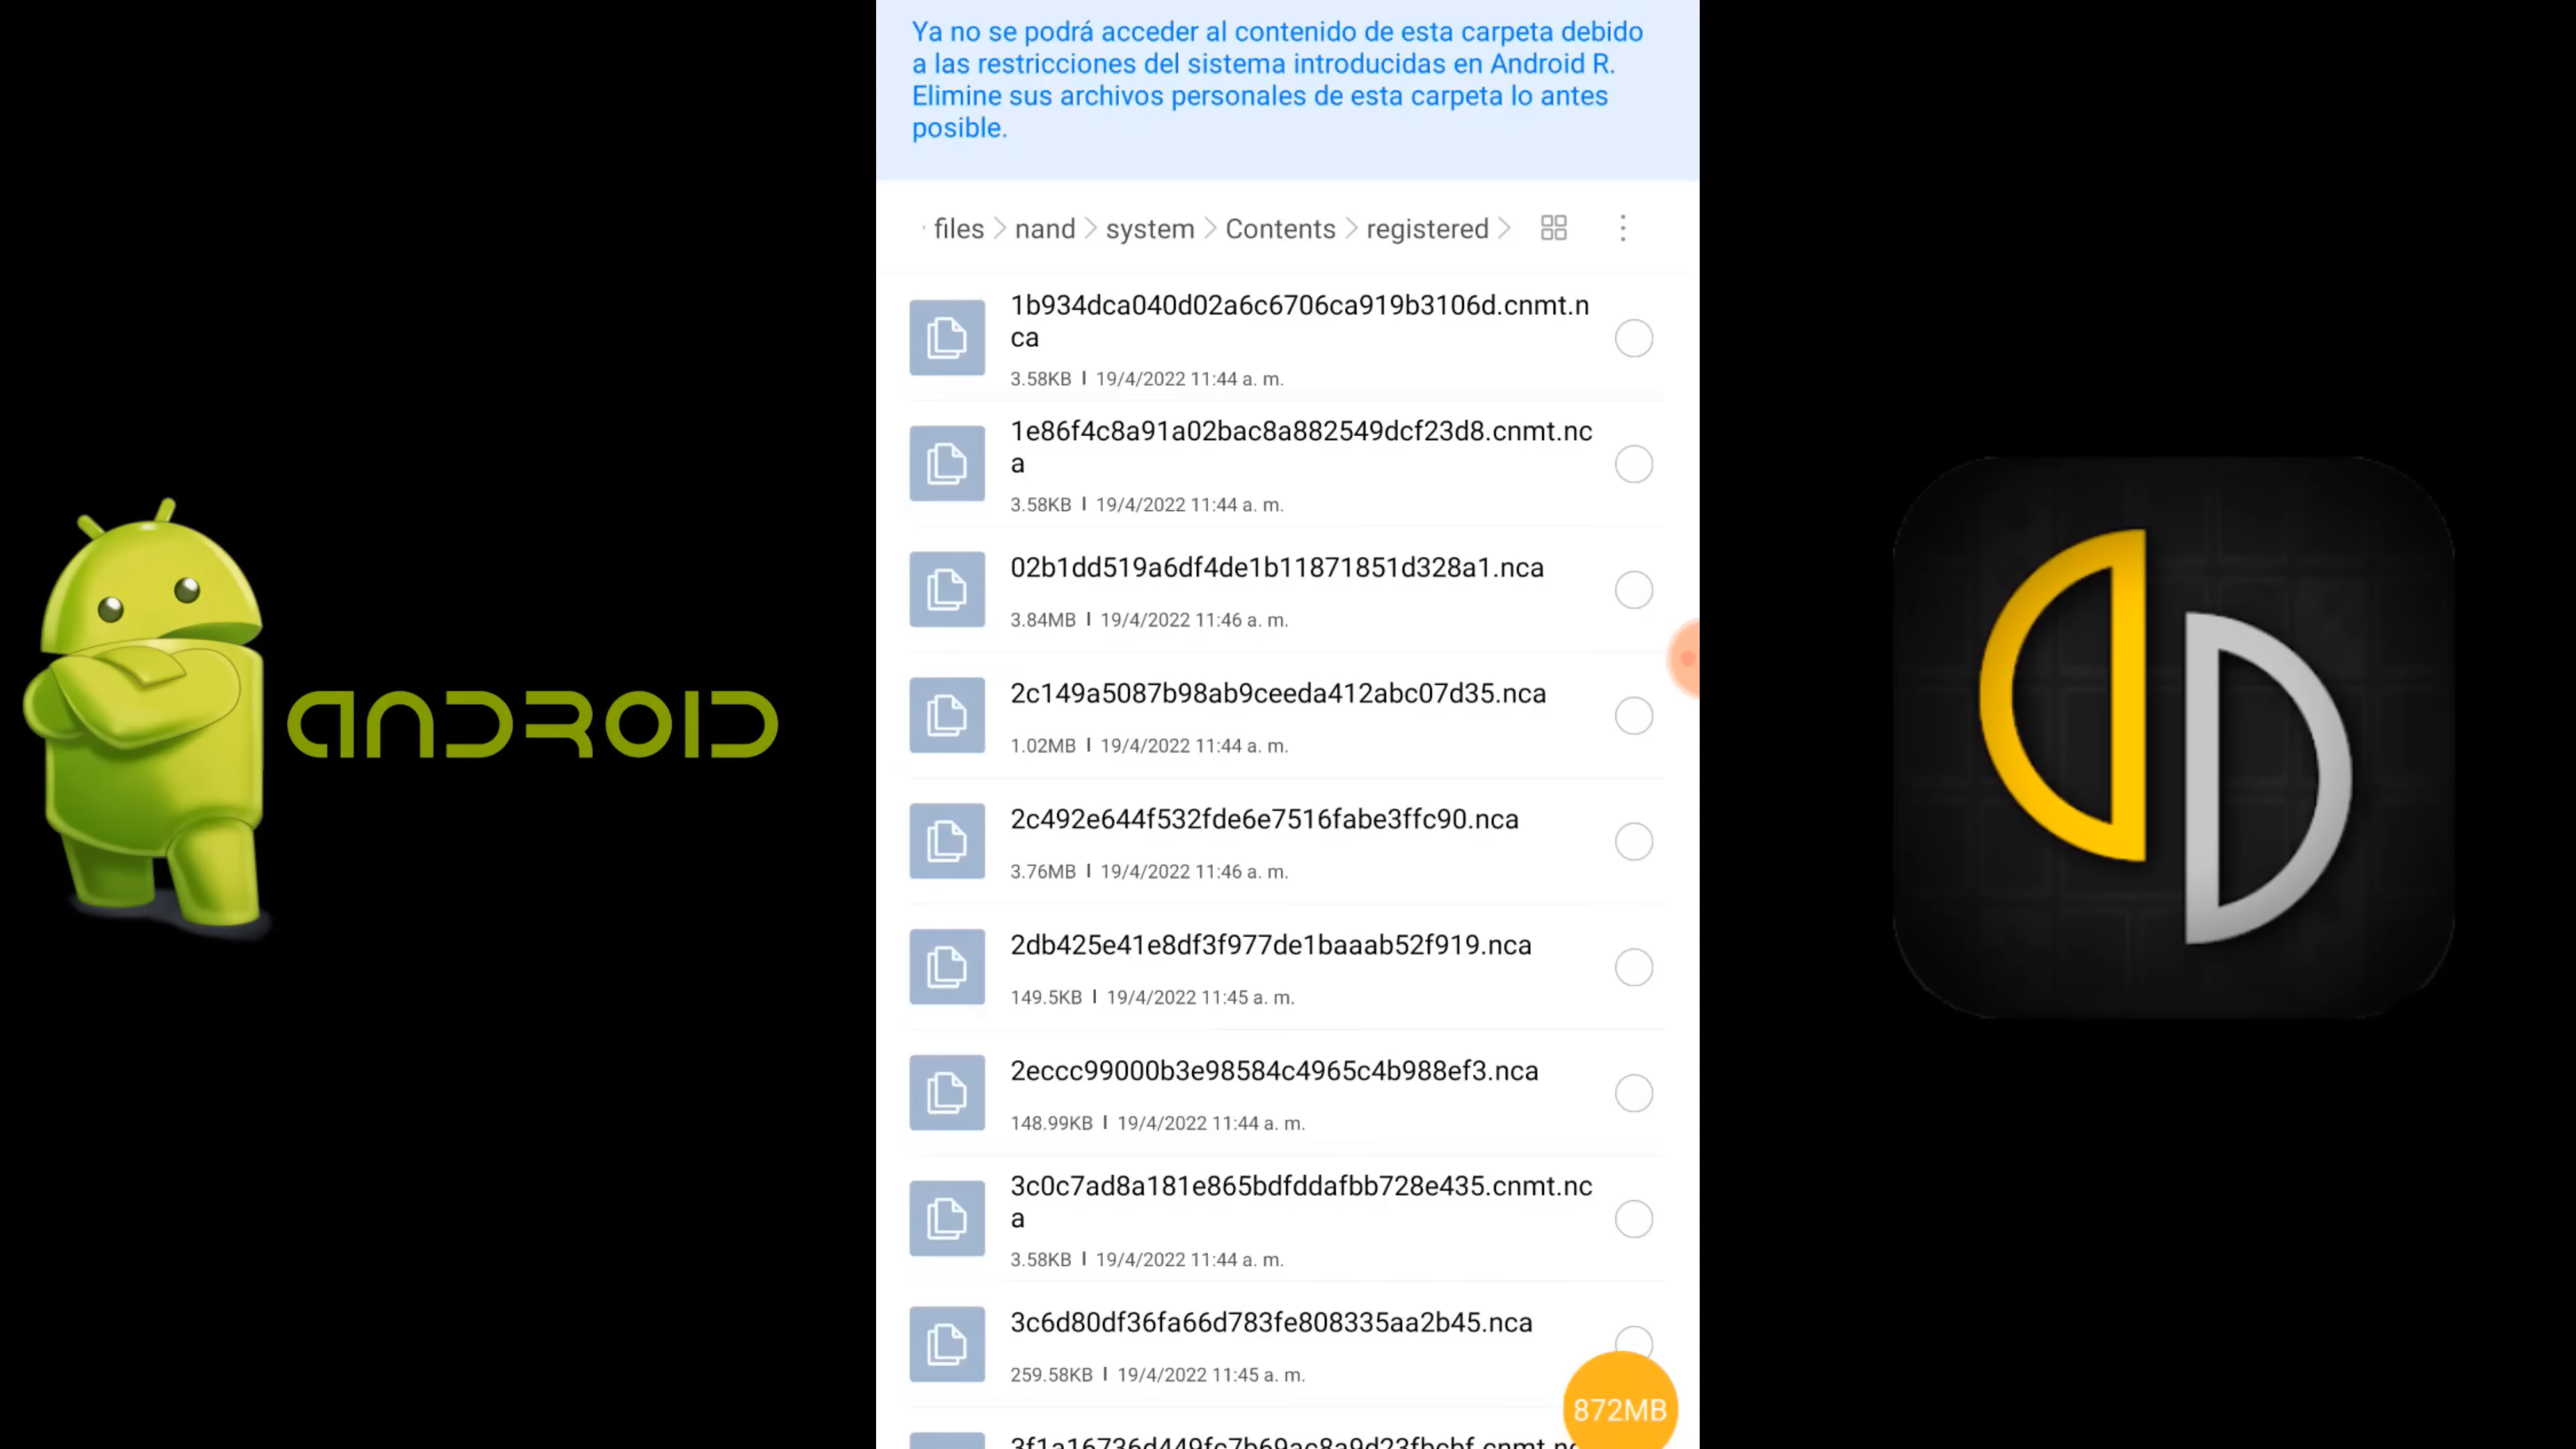 Ya no se podrá acceder al contenido de esta carpeta debido
a las restricciones del sistema introducidas en Android R.
Elimine sus archivos personales de esta carpeta lo antes
posible.
files > nand > system > Contents > registered >
1b934dca040d02a6c6706ca919b3106d.cnmt.n
ca
3.58KB | 19/4/2022 11:44 a. m.
1e86f4c8a91a02bac8a882549dcf23d8.cnmt.nc
a
3.58KB | 19/4/2022 11:44 a. m.
02b1dd519a6df4de1b11871851d328a1.nca
3.84MB | 19/4/2022 11:46 a. m.
2c149a5087b98ab9ceeda412abc07d35.nca
1.02MB | 19/4/2022 11:44 a. m.
2c492e644f532fde6e7516fabe3ffc90.nca
3.76MB | 19/4/2022 11:46 a. m.
2db425e41e8df3f977de1baaab52f919.nca
149.5KB | 19/4/2022 11:45 a. m.
2eccc99000b3e98584c4965c4b988ef3.nca
148.99KB | 19/4/2022 11:44 a. m.
3c0c7ad8a181e865bdfddafbb728e435.cnmt.nc
a
3.58KB | 19/4/2022 11:44 a. m.
3c6d80df36fa66d783fe808335aa2b45.nca
259.58KB | 19/4/2022 11:45 a. m.
872MB
ANDROID